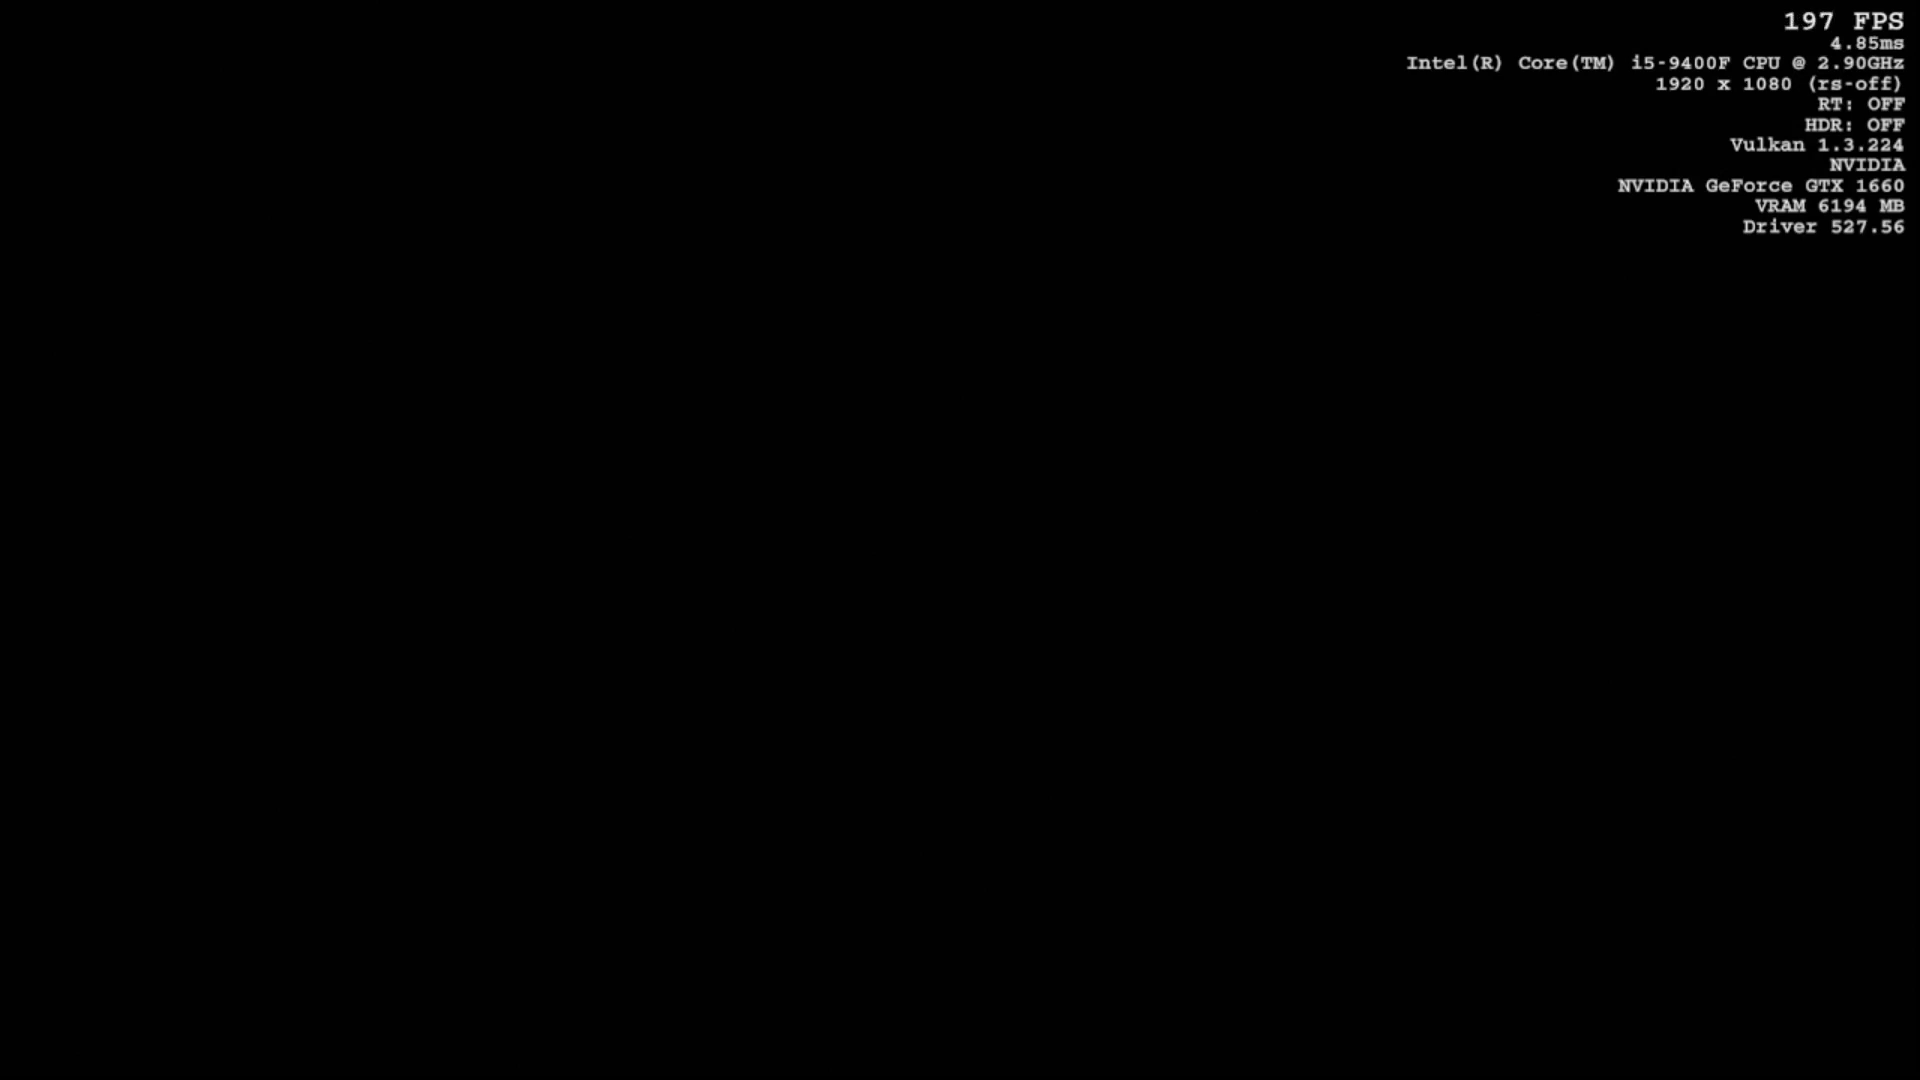 197 FPS
4.85ms
Intel(R) Core(TM) i5-9400F CPU @ 2.90GHz
1920 x 1080 (rs-off)
RT: OFF
HDR: OFF
Vulkan 1.3.224
NVIDIA
NVIDIA GeForce GTX 1660
VRAM 6194 MB
Driver 527.56